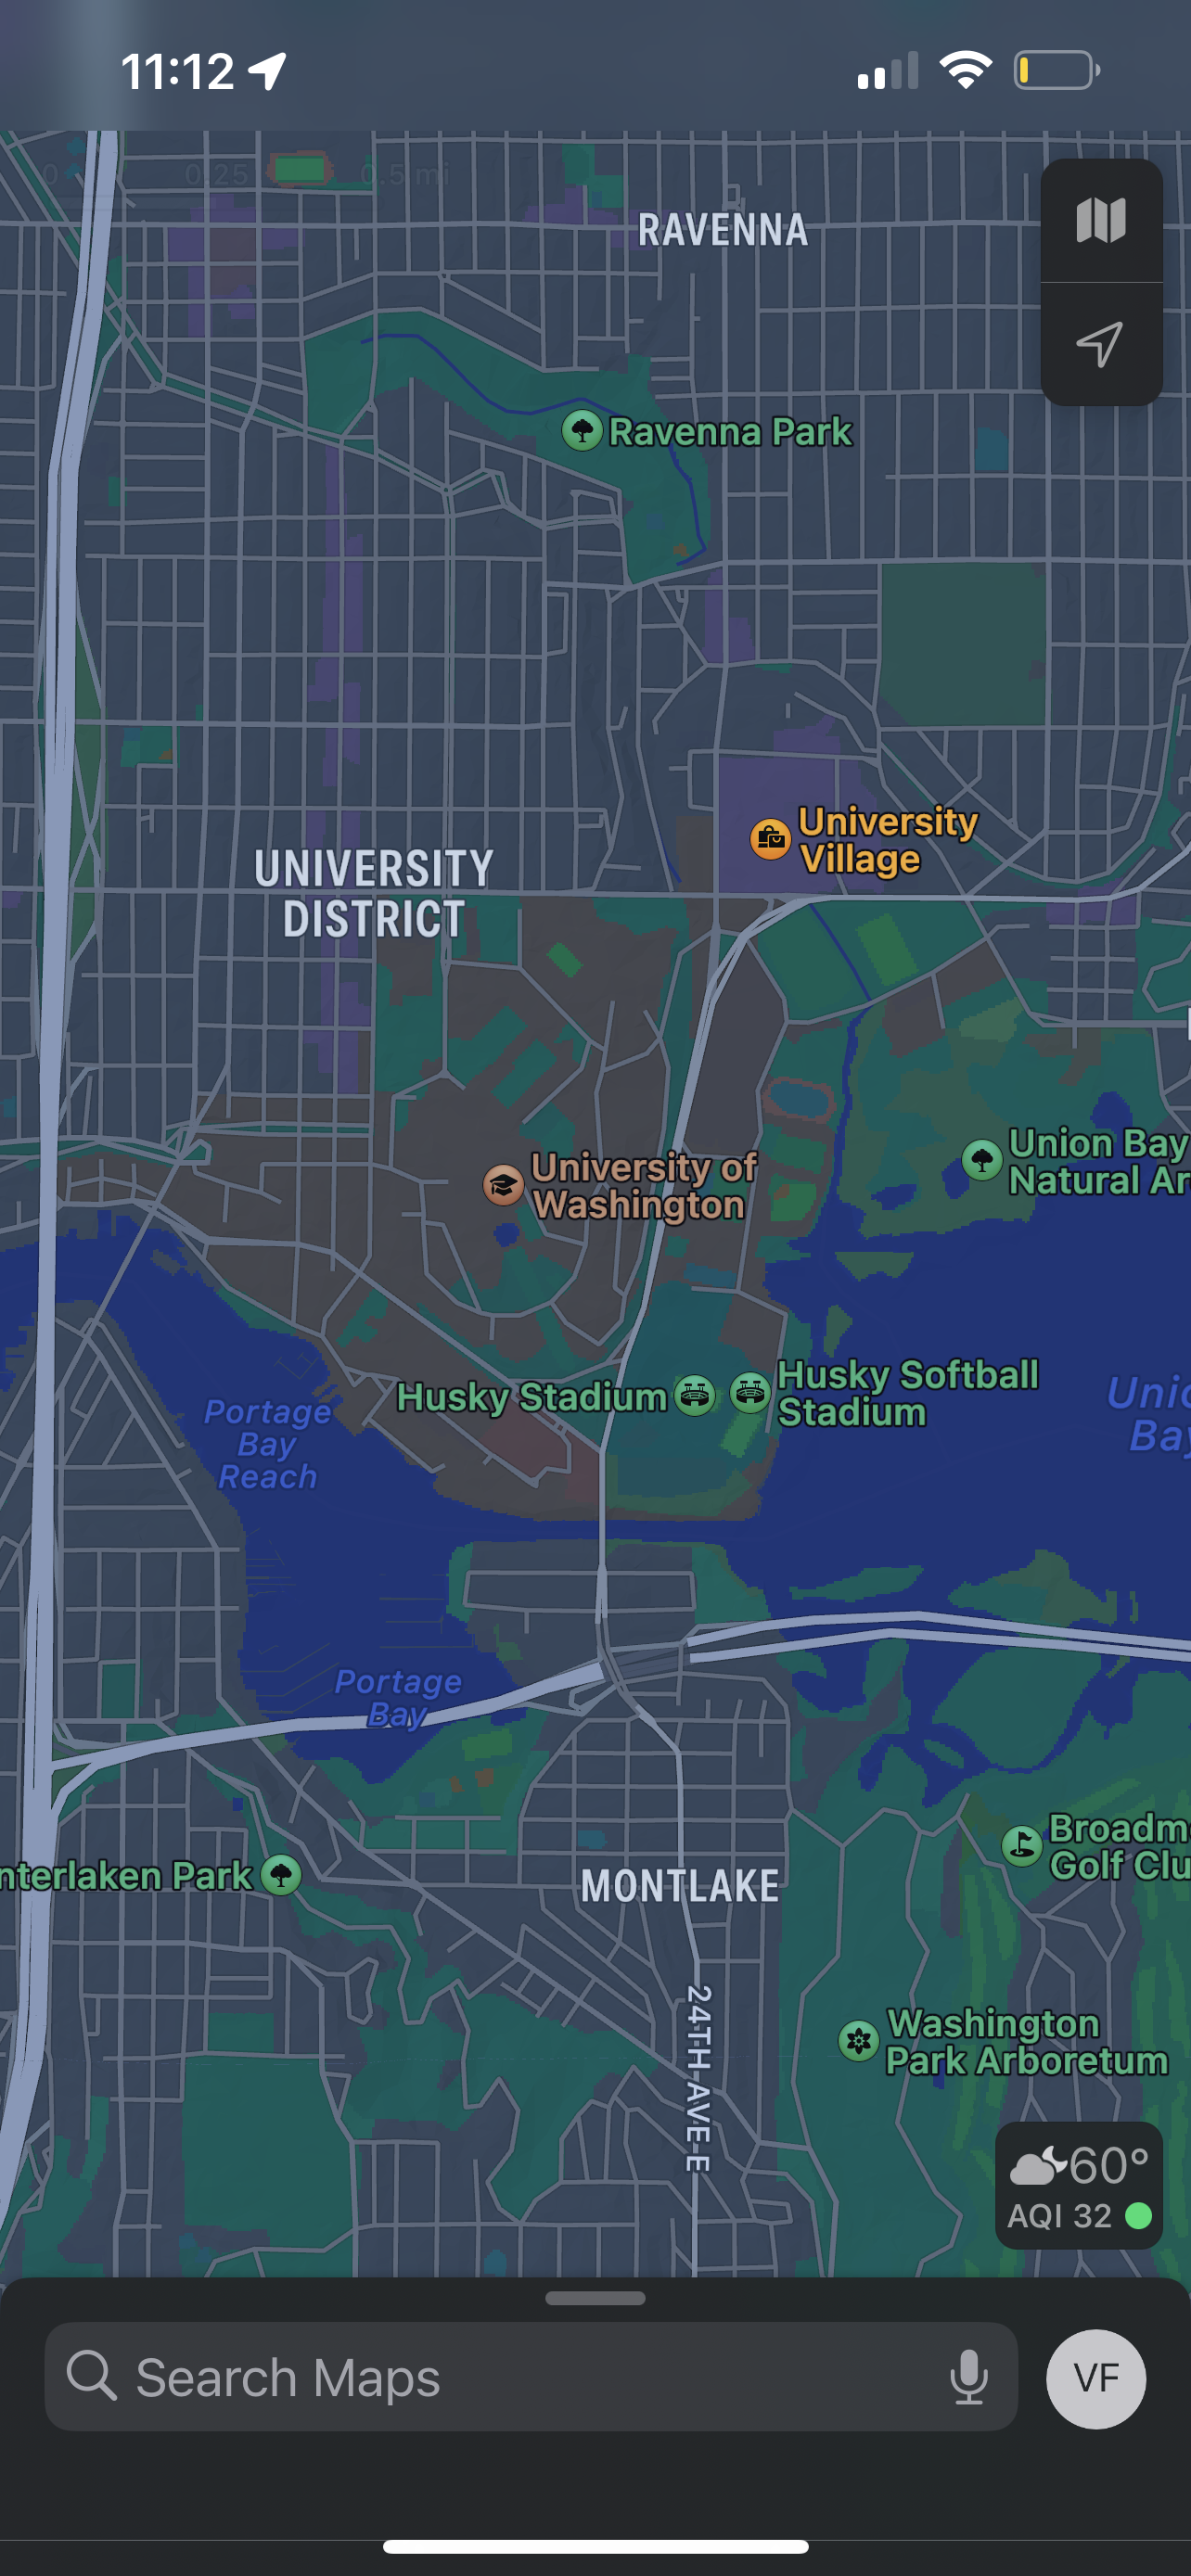 11:12
0 0.25 0.5 mi
RAVENNA
Ravenna Park
University
Village
UNIVERSITY
DISTRICT
Union Bay
Natural Ar
University of
Washington
Husky Stadium
Husky Softball
Stadium
Portage
Bay
Reach
Unio
Bay
Portage
Bay
Broadm
Golf Clu
nterlaken Park
MONTLAKE
24TH AVE E
Washington
Park Arboretum
60°
AQI 32
Search Maps
VF